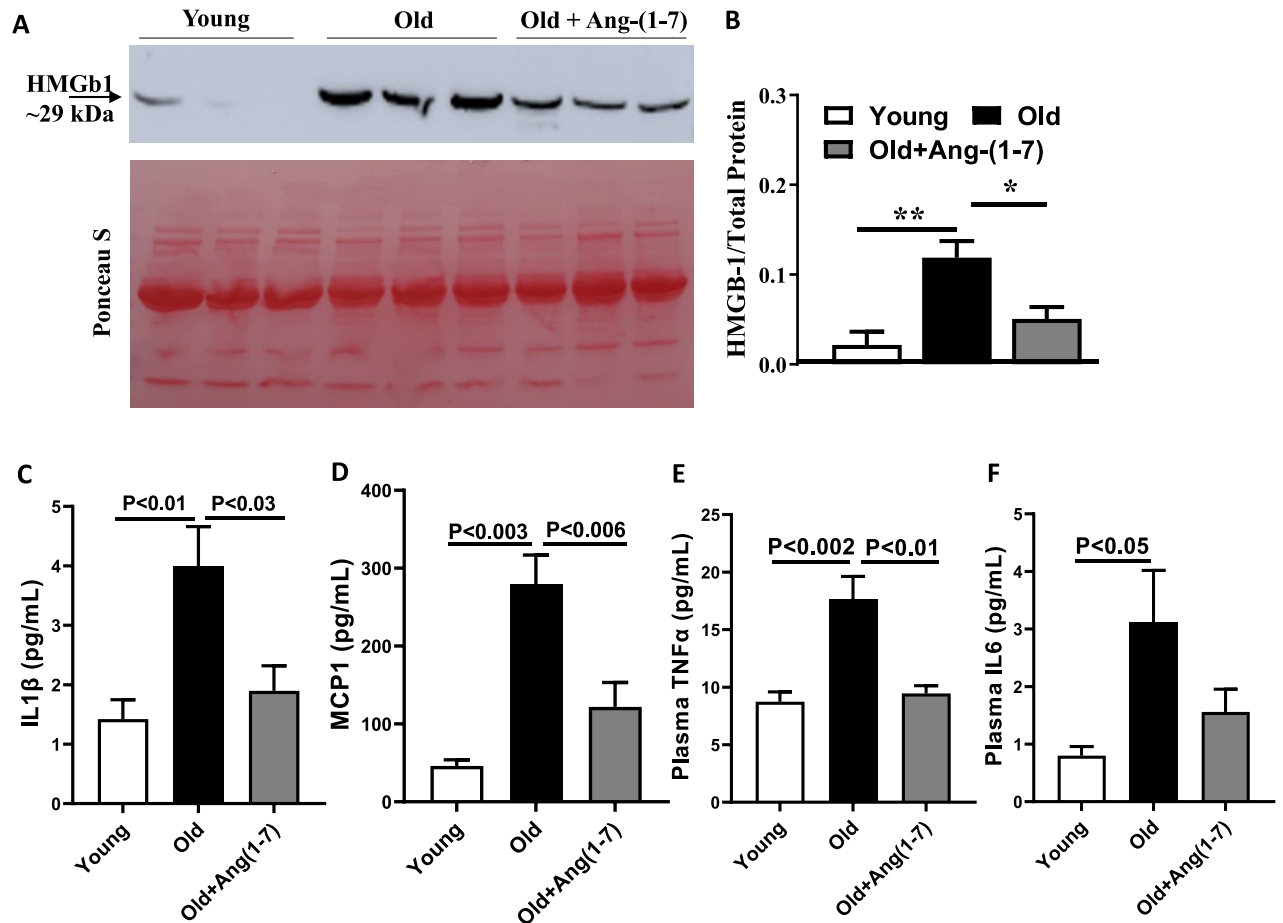 A
Young
Old
Old + Ang-(1-7)
HMGb1
~29 kDa
Ponceau S
B
HMGB-1/Total Protein
0.3
0.2
0.1
0.0
Young
Old
Old+Ang-(1-7)
**
*
C
IL1β (pg/mL)
5
4
3
2
1
0
P<0.01
P<0.03
Young
Old
Old+Ang(1-7)
D
MCP1 (pg/mL)
400
300
200
100
0
P<0.003
P<0.006
Young
Old
Old+Ang(1-7)
E
Plasma TNFα (pg/mL)
25
20
15
10
5
0
P<0.002
P<0.01
Young
Old
Old+Ang(1-7)
F
Plasma IL6 (pg/mL)
5
4
3
2
1
0
P<0.05
Young
Old
Old+Ang(1-7)